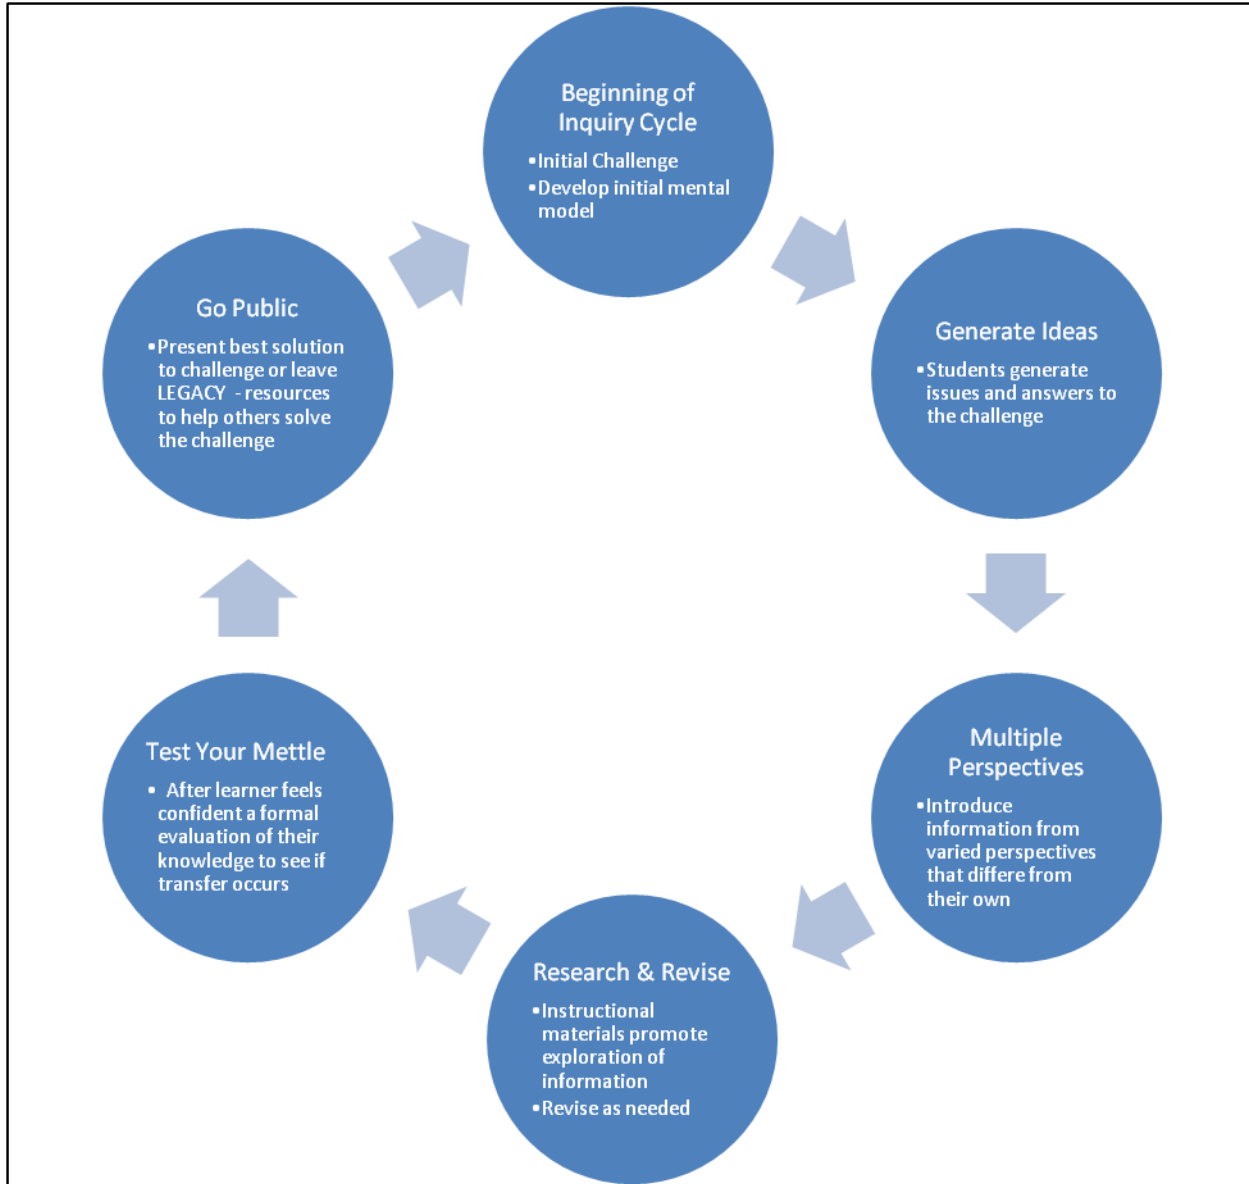 Beginning of
Inquiry Cycle
•Initial Challenge
•Develop initial mental
model
Generate Ideas
•Students generate
issues and answers to
the challenge
Multiple
Perspectives
•Introduce
information from
varied perspectives
that differe from
their own
Research & Revise
•Instructional
materials promote
exploration of
information
•Revise as needed
Test Your Mettle
• After learner feels
confident a formal
evaluation of their
knowledge to see if
transfer occurs
Go Public
•Present best solution
to challenge or leave
LEGACY - resources
to help others solve
the challenge